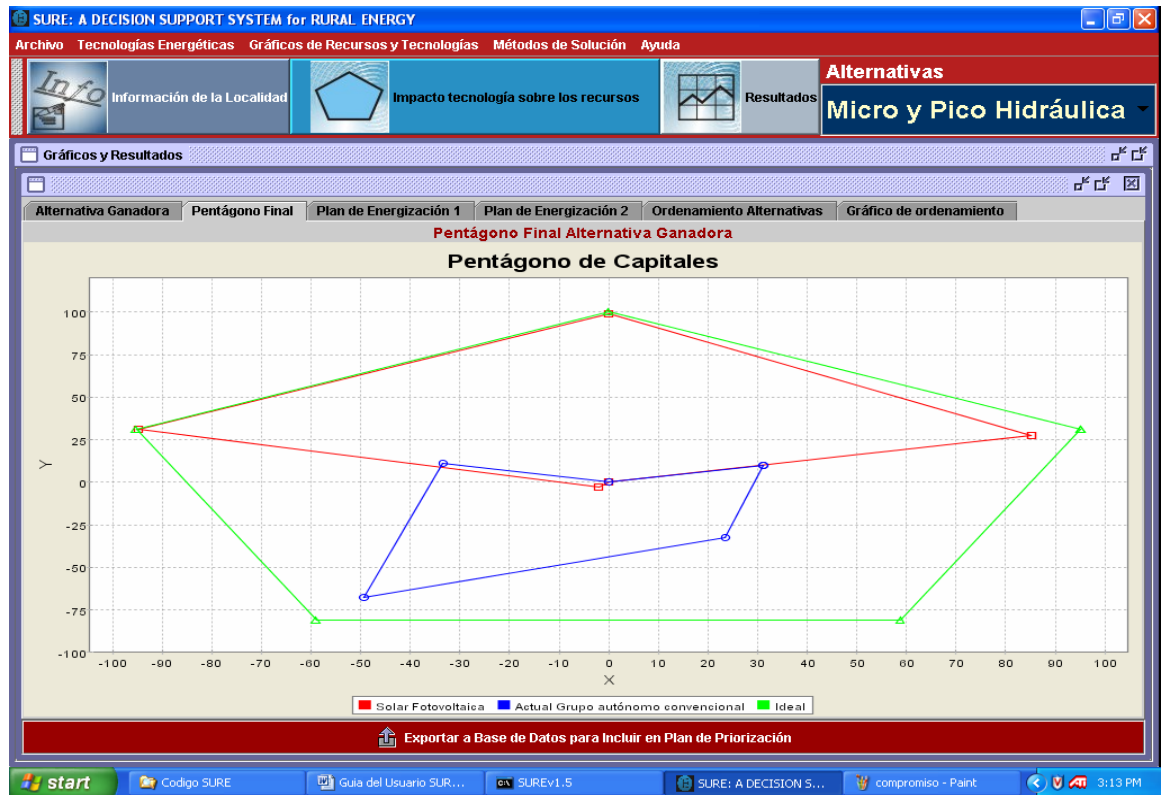 SURE: A DECISION SUPPORT SYSTEM for RURAL ENERGY
Archivo Tecnologías Energéticas Gráficos de Recursos y Tecnologías Métodos de Solución Ayuda
Info
Información de la Localidad
Impacto tecnología sobre los recursos
Resultados
Alternativas
Micro y Pico Hidráulica
Gráficos y Resultados
Alternativa Ganadora Pentágono Final Plan de Energización 1 Plan de Energización 2 Ordenamiento Alternativas Gráfico de ordenamiento
Pentágono Final Alternativa Ganadora
Pentágono de Capitales
100
75
50
25
0
-25
-50
-75
-100
Y
-100 -90 -80 -70 -60 -50 -40 -30 -20 -10 0 10 20 30 40 50 60 70 80 90 100
X
Solar Fotovoltaica Actual Grupo autónomo convencional Ideal
Exportar a Base de Datos para Incluir en Plan de Priorización
start Codigo SURE Guia del Usuario SUR... SUREv1.5 SURE: A DECISION S... compromiso - Paint 3:13 PM